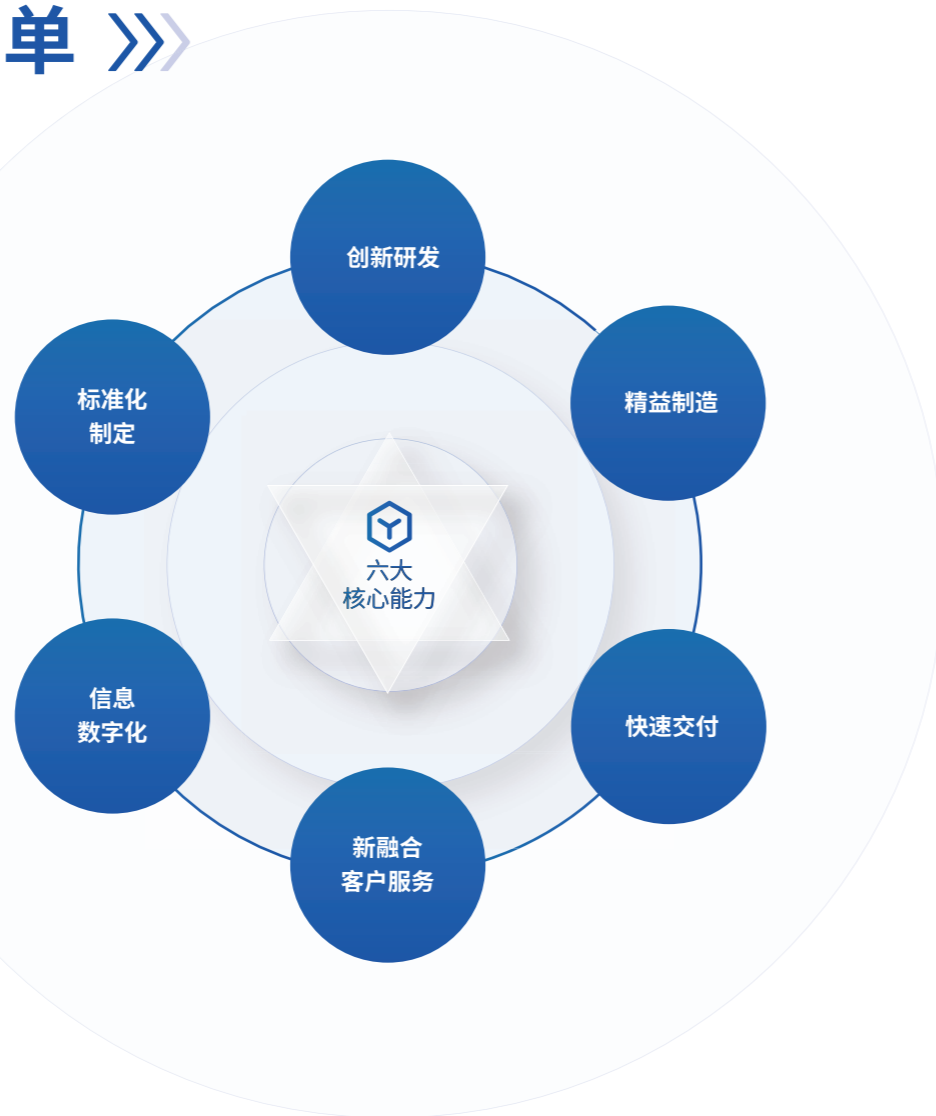 单
创新研发
精益制造
标准化
制定
六大
核心能力
信息
数字化
快速交付
新融合
客户服务